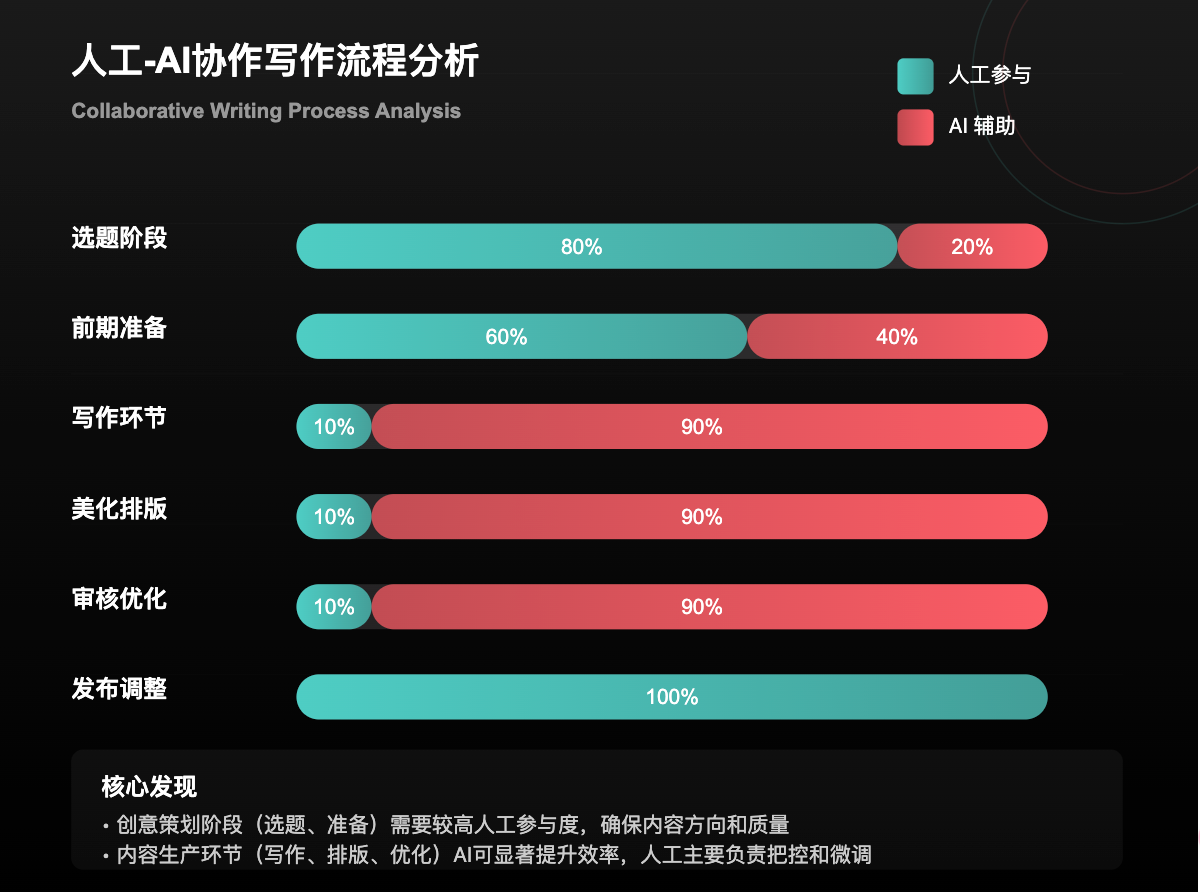 人工-AI协作写作流程分析
Collaborative Writing Process Analysis
人工参与
AI 辅助
选题阶段
80%
20%
前期准备
60%
40%
写作环节
10%
90%
美化排版
10%
90%
审核优化
10%
90%
发布调整
100%
核心发现
• 创意策划阶段（选题、准备）需要较高人工参与度，确保内容方向和质量
• 内容生产环节（写作、排版、优化）AI可显著提升效率，人工主要负责把控和微调